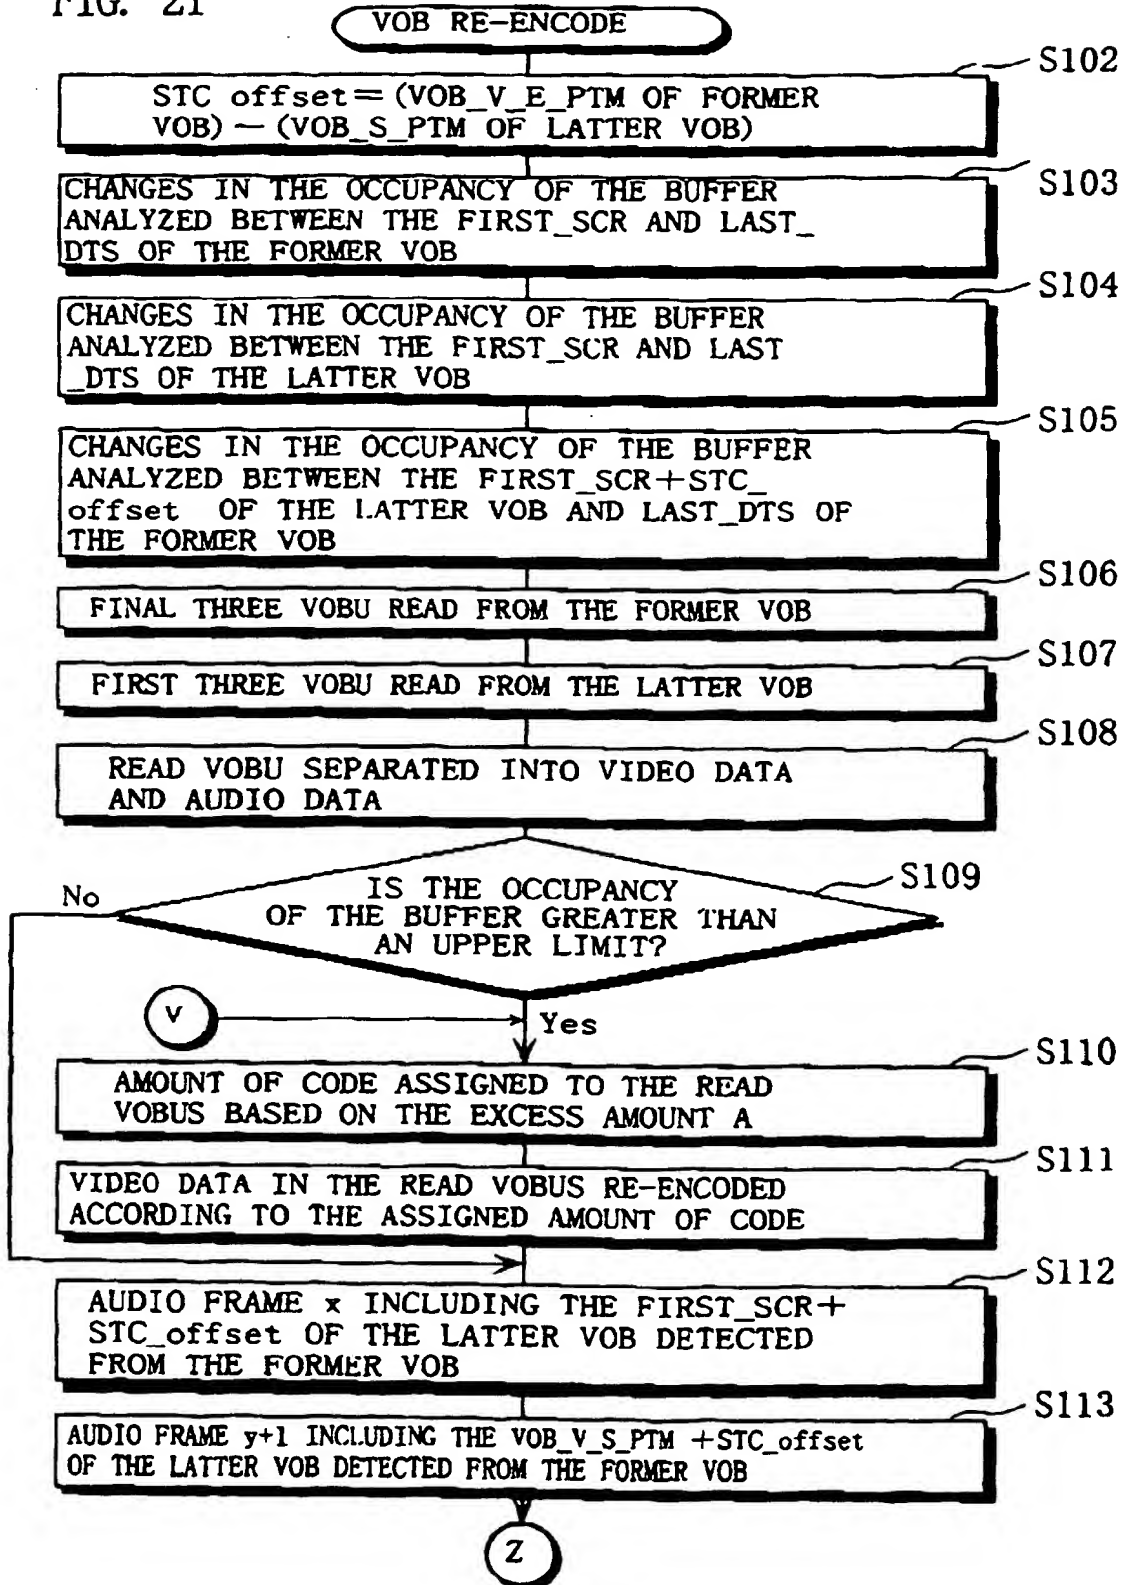 FIG. 21
VOB RE-ENCODE
S102
STC offset=(VOB_V_E_PTM OF FORMER
VOB)-(VOB_S_PTM OF LATTER VOB)
S103
CHANGES IN THE OCCUPANCY OF THE BUFFER
ANALYZED BETWEEN THE FIRST_SCR AND LAST_
DTS OF THE FORMER VOB
S104
CHANGES IN THE OCCUPANCY OF THE BUFFER
ANALYZED BETWEEN THE FIRST_SCR AND LAST
_DTS OF THE LATTER VOB
S105
CHANGES IN THE OCCUPANCY OF THE BUFFER
ANALYZED BETWEEN THE FIRST_SCR+STC_
offset OF THE LATTER VOB AND LAST_DTS OF
THE FORMER VOB
S106
FINAL THREE VOBU READ FROM THE FORMER VOB
S107
FIRST THREE VOBU READ FROM THE LATTER VOB
S108
READ VOBU SEPARATED INTO VIDEO DATA
AND AUDIO DATA
S109
No
IS THE OCCUPANCY
OF THE BUFFER GREATER THAN
AN UPPER LIMIT?
V
Yes
S110
AMOUNT OF CODE ASSIGNED TO THE READ
VOBUS BASED ON THE EXCESS AMOUNT A
S111
VIDEO DATA IN THE READ VOBUS RE-ENCODED
ACCORDING TO THE ASSIGNED AMOUNT OF CODE
S112
AUDIO FRAME x INCLUDING THE FIRST_SCR+
STC_offset OF THE LATTER VOB DETECTED
FROM THE FORMER VOB
S113
AUDIO FRAME y+1 INCLUDING THE VOB_V_S_PTM +STC_offset
OF THE LATTER VOB DETECTED FROM THE FORMER VOB
Z